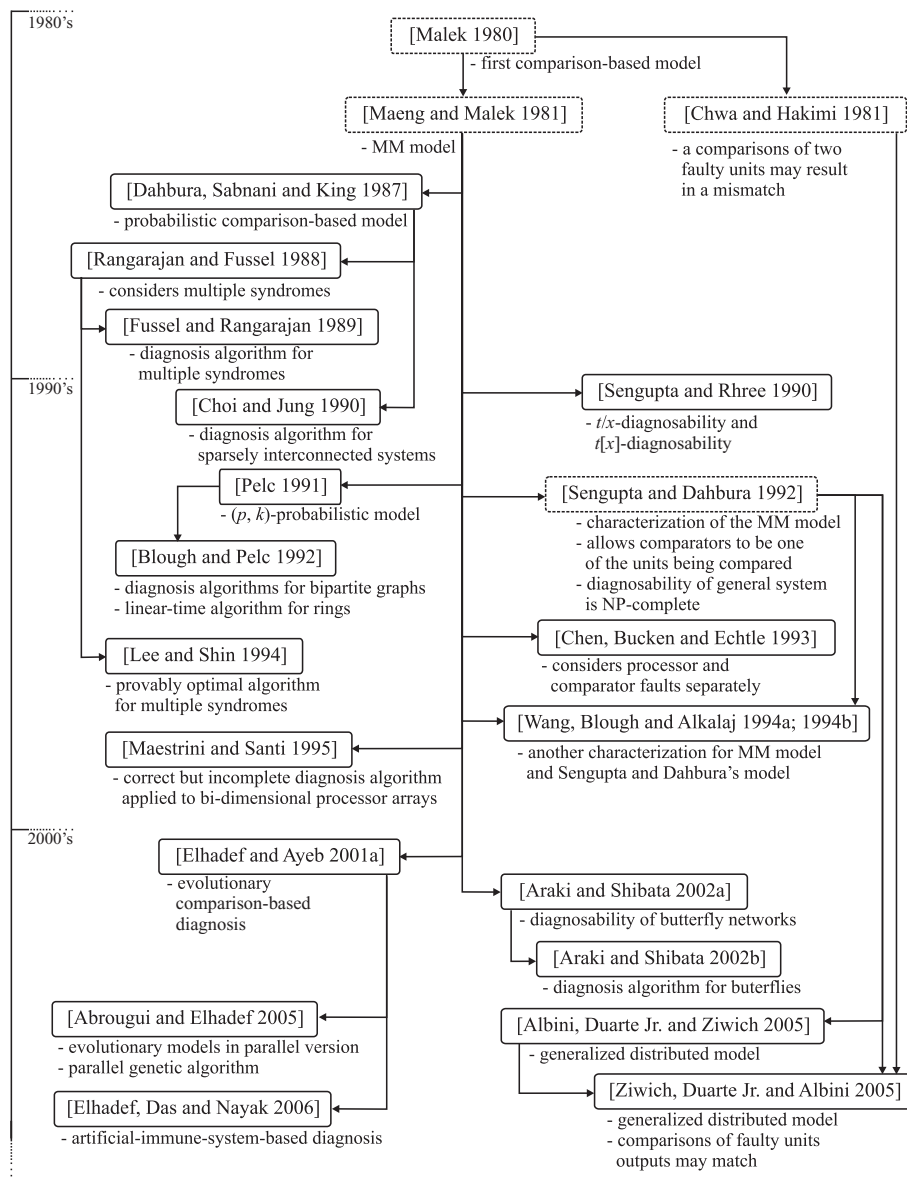 1980's
[Malek 1980]
- first comparison-based model
[Maeng and Malek 1981]
- MM model
[Chwa and Hakimi 1981]
- a comparisons of two
faulty units may result
in a mismatch
[Dahbura, Sabnani and King 1987]
- probabilistic comparison-based model
[Rangarajan and Fussel 1988]
- considers multiple syndromes
[Fussel and Rangarajan 1989]
- diagnosis algorithm for
multiple syndromes
1990's
[Sengupta and Rhree 1990]
- t/x-diagnosability and
t[x]-diagnosability
[Choi and Jung 1990]
- diagnosis algorithm for
sparsely interconnected systems
[Pelc 1991]
- (p, k)-probabilistic model
[Sengupta and Dahbura 1992]
- characterization of the MM model
- allows comparators to be one
of the units being compared
- diagnosability of general system
is NP-complete
[Blough and Pelc 1992]
- diagnosis algorithms for bipartite graphs
- linear-time algorithm for rings
[Chen, Bucken and Echtle 1993]
- considers processor and
comparator faults separately
[Lee and Shin 1994]
- provably optimal algorithm
for multiple syndromes
[Wang, Blough and Alkalaj 1994a; 1994b]
- another characterization for MM model
and Sengupta and Dahbura's model
[Maestrini and Santi 1995]
- correct but incomplete diagnosis algorithm
applied to bi-dimensional processor arrays
2000's
[Elhadef and Ayeb 2001a]
- evolutionary
comparison-based
diagnosis
[Araki and Shibata 2002a]
- diagnosability of butterfly networks
[Araki and Shibata 2002b]
- diagnosis algorithm for buterflies
[Abrougui and Elhadef 2005]
- evolutionary models in parallel version
- parallel genetic algorithm
[Albini, Duarte Jr. and Ziwich 2005]
- generalized distributed model
[Ziwich, Duarte Jr. and Albini 2005]
- generalized distributed model
- comparisons of faulty units
outputs may match
[Elhadef, Das and Nayak 2006]
- artificial-immune-system-based diagnosis